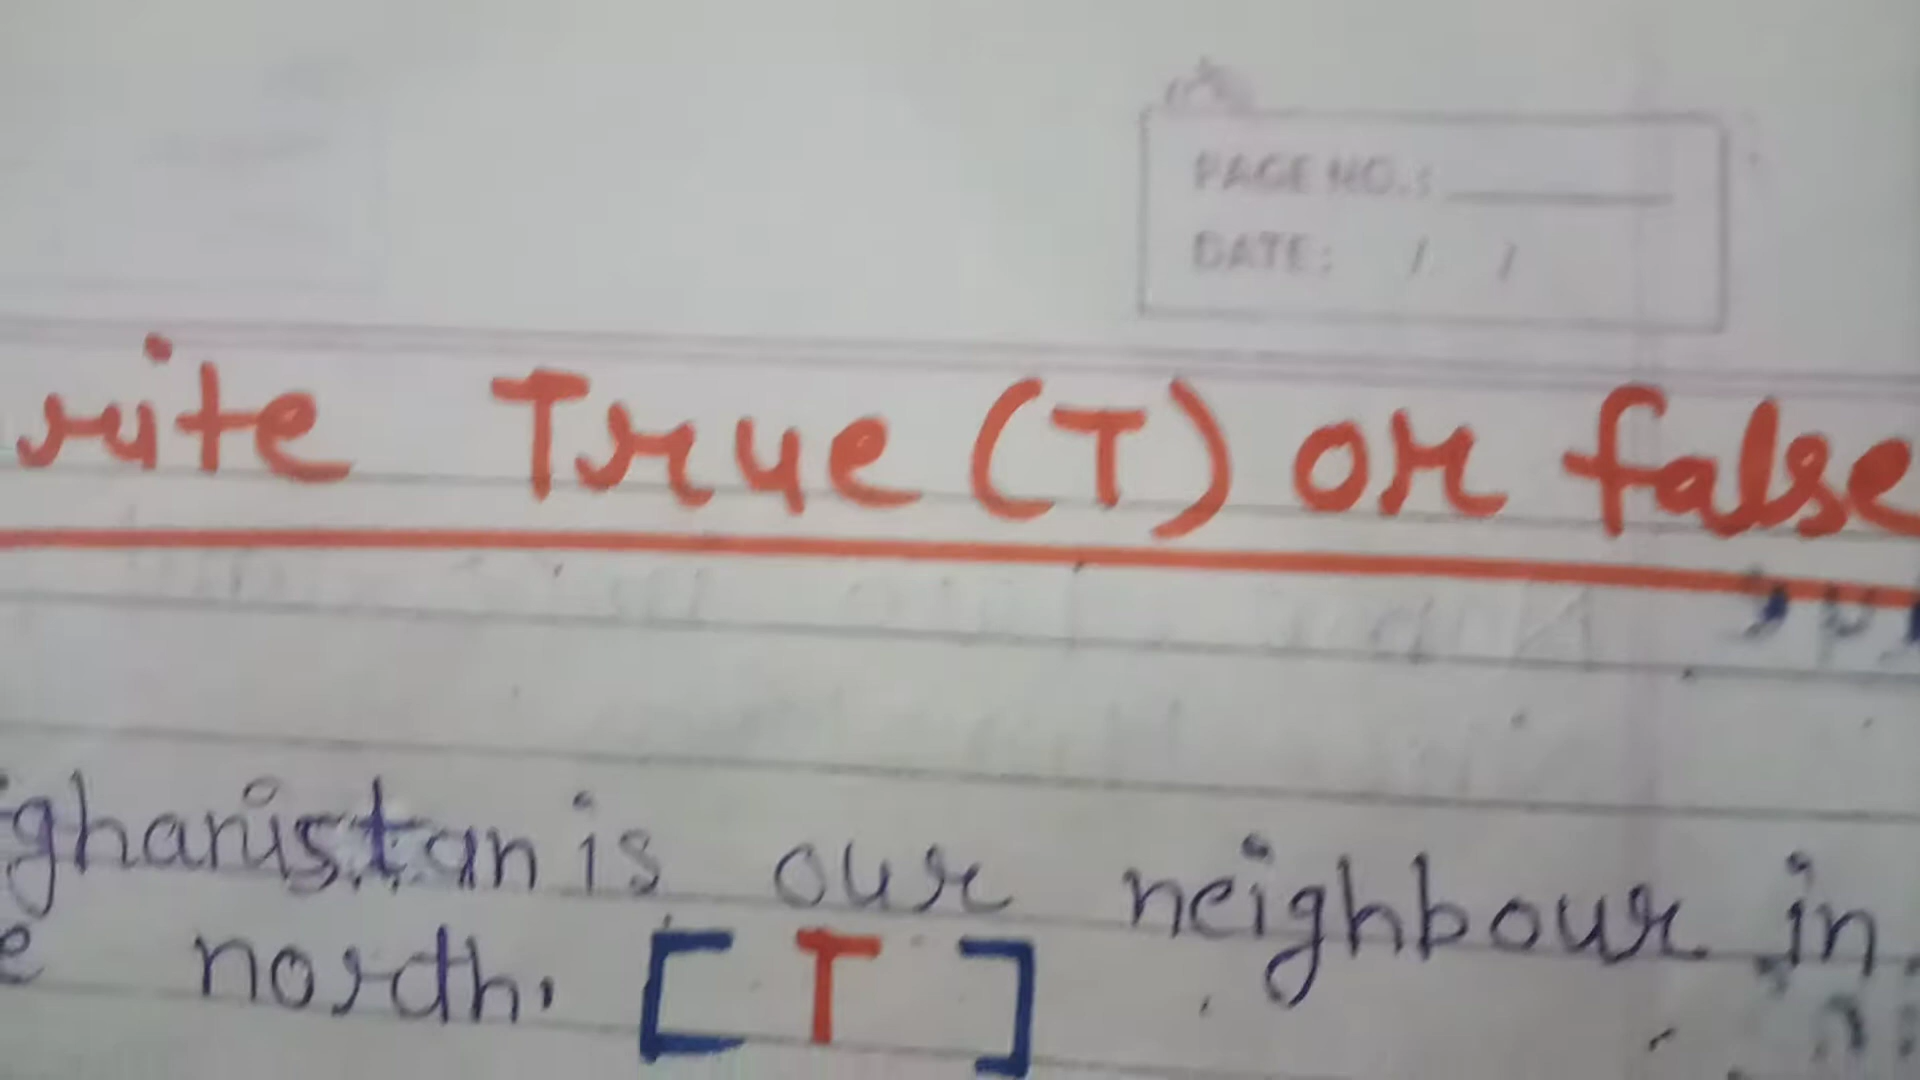 PAGE NO.:
DATE: / /
rite True (T) or false
ghanistan is our neighbour in
e north. [T]